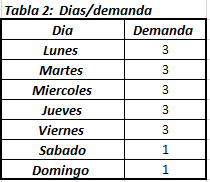 Tabla 2: Dias/demanda
Dia Demanda
Lunes 3
Martes 3
Miercoles 3
Jueves 3
Viernes 3
Sabado 1
Domingo 1